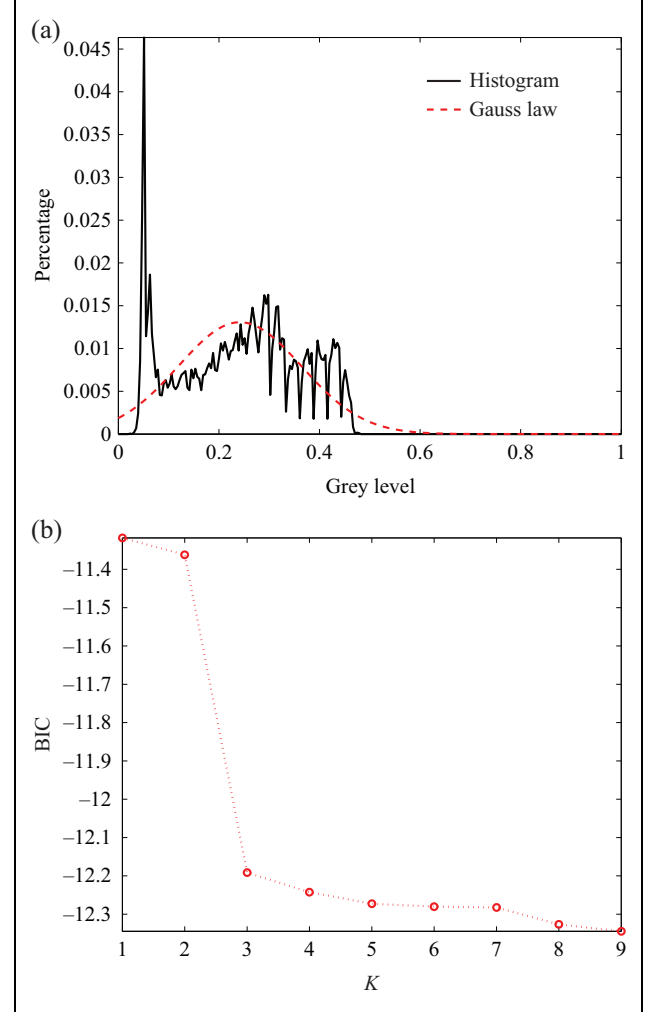 (a)
0.045
0.04
0.035
0.03
0.025
0.02
0.015
0.01
0.005
0
Percentage
Histogram
Gauss law
0 0.2 0.4 0.6 0.8 1
Grey level
(b)
−11.4
−11.5
−11.6
−11.7
−11.8
−11.9
−12
−12.1
−12.2
−12.3
BIC
1 2 3 4 5 6 7 8 9
K